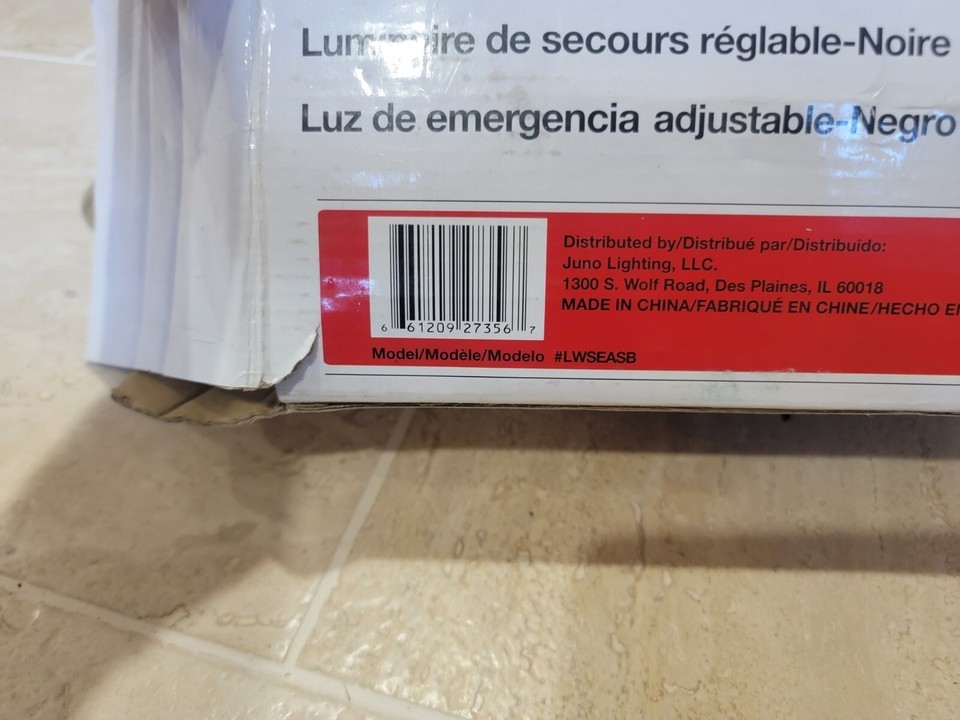 Luminaire de secours réglable-Noire
Luz de emergencia adjustable-Negro
Distributed by/Distribué par/Distribuido:
Juno Lighting, LLC.
1300 S. Wolf Road, Des Plaines, IL 60018
MADE IN CHINA/FABRIQUÉ EN CHINE/HECHO
6 61209 27356 7
Model/Modèle/Modelo #LWSEASB